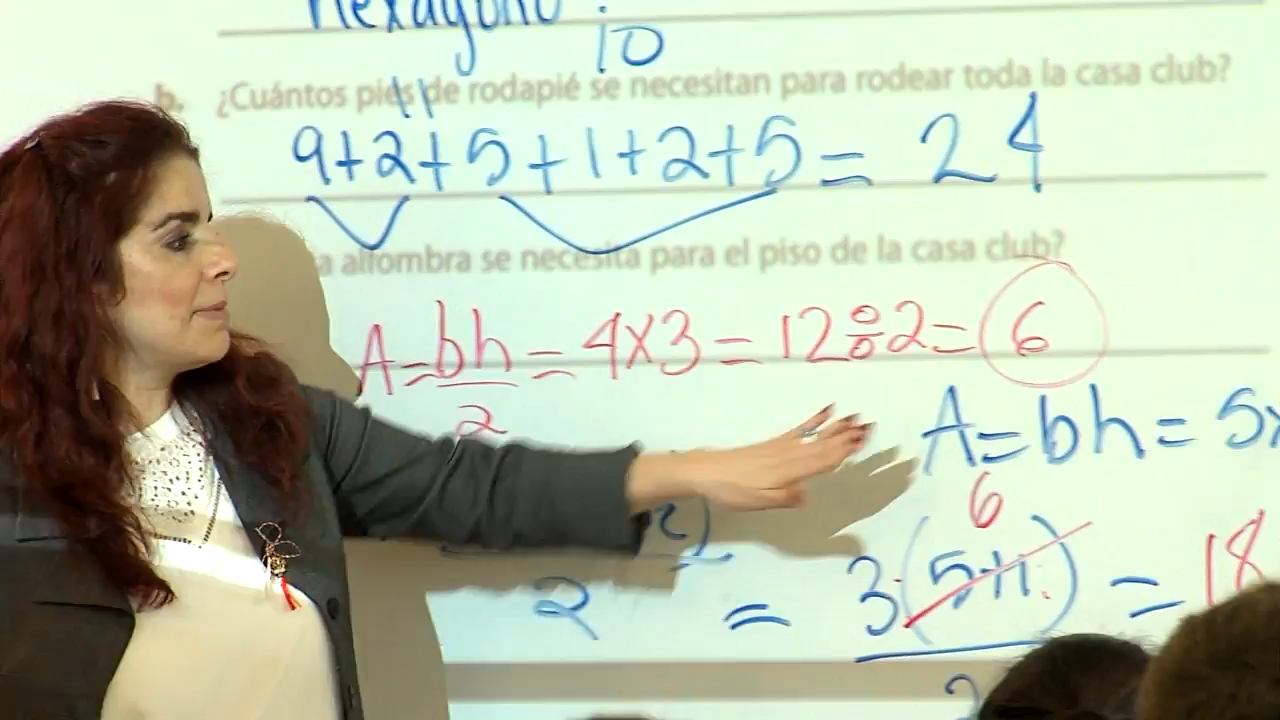 hexágono
10
b. ¿Cuántos pies de rodapié se necesitan para rodear toda la casa club?
11
9+2+5+1+2+5 = 24
a alfombra se necesita para el piso de la casa club?
A = bh/2 = 4x3 = 12÷2 = 6
A = bh = 5x
6
2 = 3(5+1) = 18
2